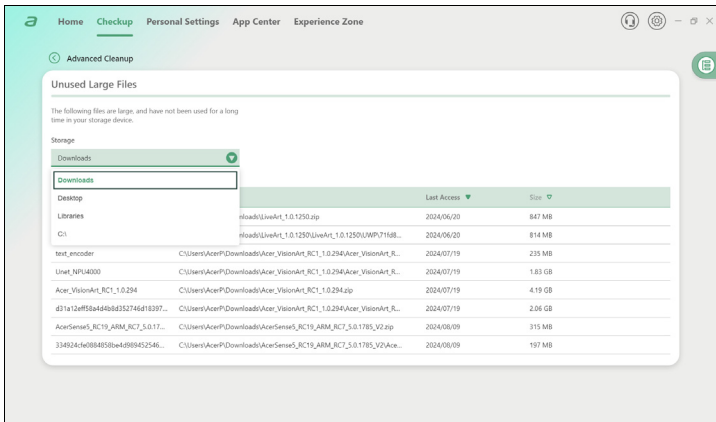 a Home Checkup Personal Settings App Center Experience Zone
Advanced Cleanup
Unused Large Files
The following files are large, and have not been used for a long
time in your storage device.
Storage
Downloads
Downloads
Desktop
Libraries
C:\
Last Access Size
nloads\LiveArt_1.0.1250.zip 2024/06/20 847 MB
nloads\LiveArt_1.0.1250\LiveArt_1.0.1250\UWP\71fd8... 2024/06/20 814 MB
text_encoder C:\Users\AcerP\Downloads\Acer_VisionArt_RC1_1.0.294\Acer_VisionArt_R... 2024/07/19 235 MB
Unet_NPU4000 C:\Users\AcerP\Downloads\Acer_VisionArt_RC1_1.0.294\Acer_VisionArt_R... 2024/07/19 1.83 GB
Acer_VisionArt_RC1_1.0.294 C:\Users\AcerP\Downloads\Acer_VisionArt_RC1_1.0.294.zip 2024/07/19 4.19 GB
d31a12eff58a4d4b8d352746d18397... C:\Users\AcerP\Downloads\Acer_VisionArt_RC1_1.0.294\Acer_VisionArt_R... 2024/07/19 2.06 GB
AcerSense5_RC19_ARM_RC7_5.0.17... C:\Users\AcerP\Downloads\AcerSense5_RC19_ARM_RC7_5.0.1785_V2.zip 2024/08/09 315 MB
334924cfe0884858be4d989452546... C:\Users\AcerP\Downloads\AcerSense5_RC19_ARM_RC7_5.0.1785_V2\Ace... 2024/08/09 197 MB